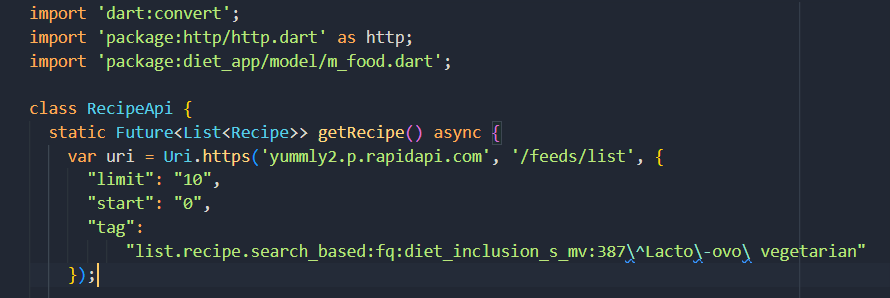 import 'dart:convert';
import 'package:http/http.dart' as http;
import 'package:diet_app/model/m_food.dart';
class RecipeApi {
static Future<List<Recipe>> getRecipe() async {
var uri = Uri.https('yummly2.p.rapidapi.com', '/feeds/list', {
"limit": "10",
"start": "0",
"tag":
"list.recipe.search_based:fq:diet_inclusion_s_mv:387\^Lacto\-ovo\ vegetarian"
});